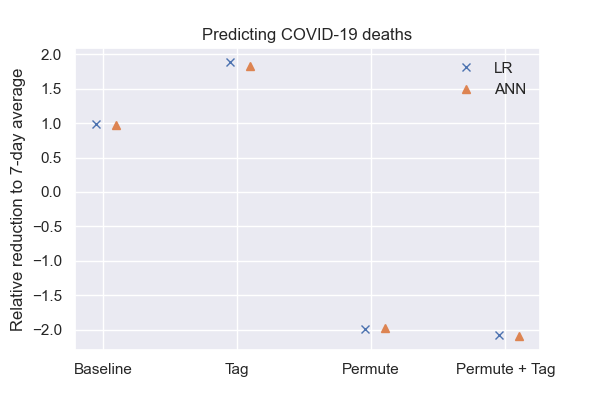 Predicting COVID-19 deaths
Relative reduction to 7-day average
2.0
1.5
1.0
0.5
0.0
−0.5
−1.0
−1.5
−2.0
LR
ANN
Baseline
Tag
Permute
Permute + Tag